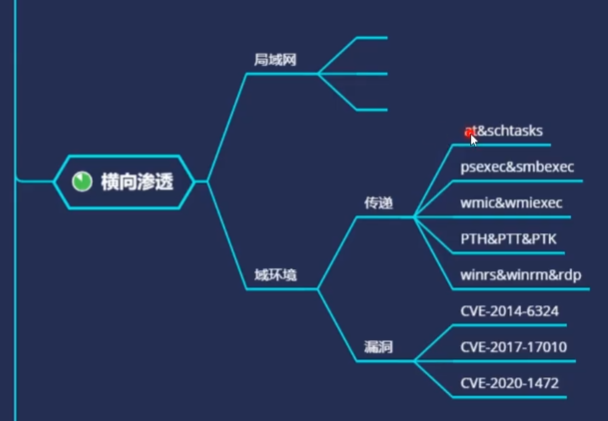 局域网
at&schtasks
psexec&smbexec
横向渗透
传递
wmic&wmiexec
PTH&PTT&PTK
域环境
winrs&winrm&rdp
CVE-2014-6324
漏洞
CVE-2017-17010
CVE-2020-1472